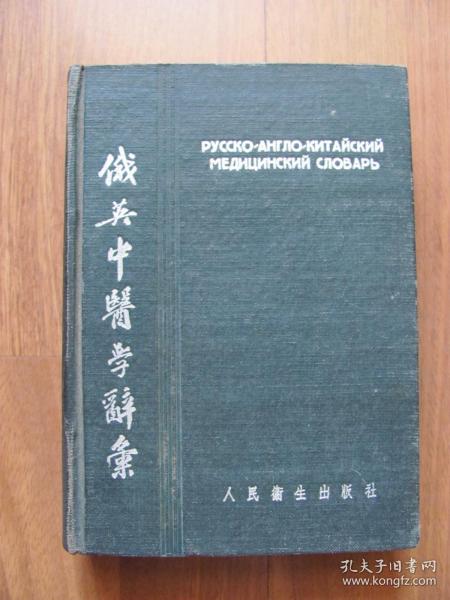 РУССКО-АНГЛО-КИТАЙСКИЙ
МЕДИЦИНСКИЙ СЛОВАРЬ
俄英中醫学辭彙
人民衛生出版社
孔夫子旧书网
www.kongfz.com